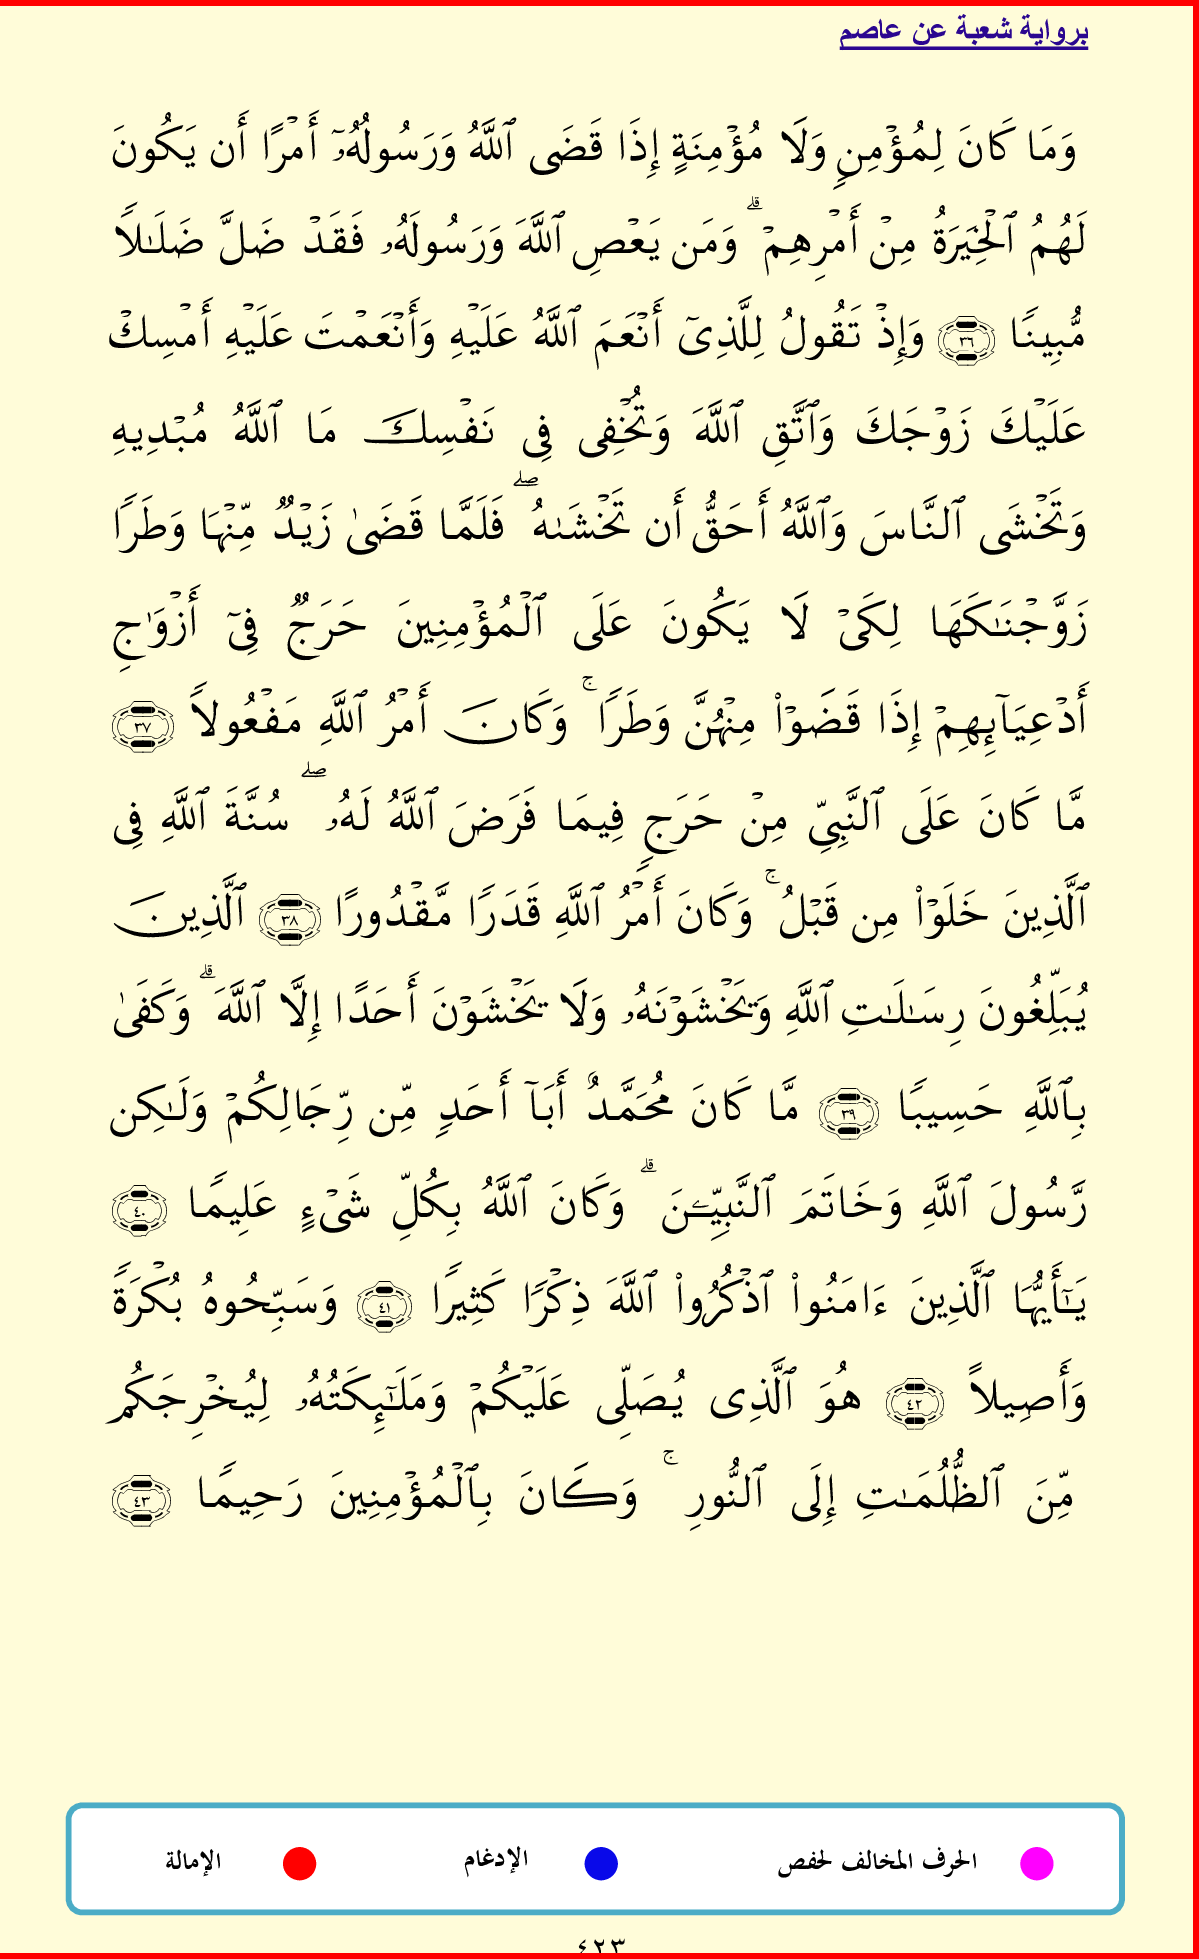 برواية شعبة عن عاصم
وَمَا كَانَ لِمُؤۡمِنٖ وَلَا مُؤۡمِنَةٍ إِذَا قَضَى ٱللَّهُ وَرَسُولُهُۥٓ أَمۡرًا أَن يَكُونَ
لَهُمُ ٱلۡخِيَرَةُ مِنۡ أَمۡرِهِمۡۗ وَمَن يَعۡصِ ٱللَّهَ وَرَسُولَهُۥ فَقَدۡ ضَلَّ ضَلَٰلٗا
مُّبِينٗا ٣٦ وَإِذۡ تَقُولُ لِلَّذِيٓ أَنۡعَمَ ٱللَّهُ عَلَيۡهِ وَأَنۡعَمۡتَ عَلَيۡهِ أَمۡسِكۡ
عَلَيۡكَ زَوۡجَكَ وَٱتَّقِ ٱللَّهَ وَتُخۡفِي فِي نَفۡسِكَ مَا ٱللَّهُ مُبۡدِيهِ
وَتَخۡشَى ٱلنَّاسَ وَٱللَّهُ أَحَقُّ أَن تَخۡشَىٰهُۖ فَلَمَّا قَضَىٰ زَيۡدٞ مِّنۡهَا وَطَرٗا
زَوَّجۡنَٰكَهَا لِكَيۡ لَا يَكُونَ عَلَى ٱلۡمُؤۡمِنِينَ حَرَجٞ فِيٓ أَزۡوَٰجِ
أَدۡعِيَآئِهِمۡ إِذَا قَضَوۡاْ مِنۡهُنَّ وَطَرٗاۚ وَكَانَ أَمۡرُ ٱللَّهِ مَفۡعُولٗا ٣٧
مَّا كَانَ عَلَى ٱلنَّبِيِّ مِنۡ حَرَجٖ فِيمَا فَرَضَ ٱللَّهُ لَهُۥۖ سُنَّةَ ٱللَّهِ فِي
ٱلَّذِينَ خَلَوۡاْ مِن قَبۡلُۚ وَكَانَ أَمۡرُ ٱللَّهِ قَدَرٗا مَّقۡدُورًا ٣٨ ٱلَّذِينَ
يُبَلِّغُونَ رِسَٰلَٰتِ ٱللَّهِ وَيَخۡشَوۡنَهُۥ وَلَا يَخۡشَوۡنَ أَحَدًا إِلَّا ٱللَّهَۗ وَكَفَىٰ
بِٱللَّهِ حَسِيبٗا ٣٩ مَّا كَانَ مُحَمَّدٌ أَبَآ أَحَدٖ مِّن رِّجَالِكُمۡ وَلَٰكِن
رَّسُولَ ٱللَّهِ وَخَاتِمَ ٱلنَّبِيِّـۧنَۗ وَكَانَ ٱللَّهُ بِكُلِّ شَيۡءٍ عَلِيمٗا ٤٠
يَٰٓأَيُّهَا ٱلَّذِينَ ءَامَنُواْ ٱذۡكُرُواْ ٱللَّهَ ذِكۡرٗا كَثِيرٗا ٤١ وَسَبِّحُوهُ بُكۡرَةٗ
وَأَصِيلًا ٤٢ هُوَ ٱلَّذِي يُصَلِّي عَلَيۡكُمۡ وَمَلَٰٓئِكَتُهُۥ لِيُخۡرِجَكُم
مِّنَ ٱلظُّلُمَٰتِ إِلَى ٱلنُّورِۚ وَكَانَ بِٱلۡمُؤۡمِنِينَ رَحِيمٗا ٤٣
الحرف المخالف لحفص الإدغام الإمالة
٤٢٣